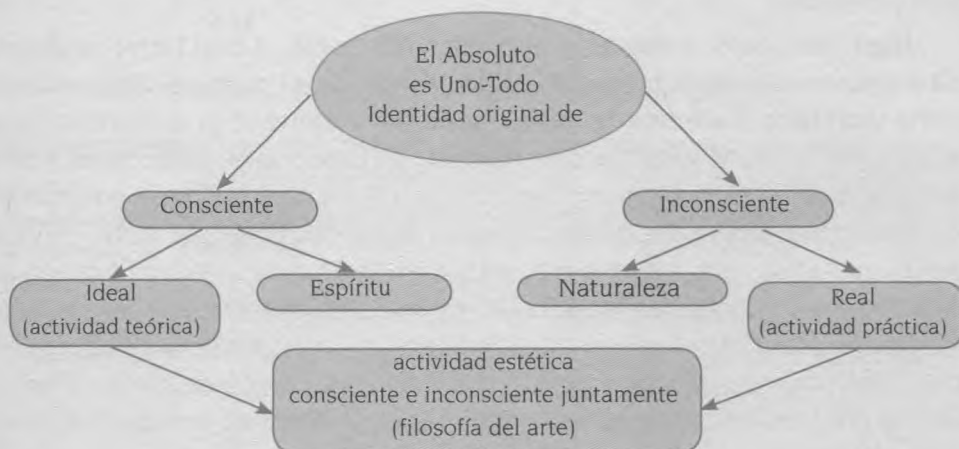 El Absoluto
es Uno-Todo
Identidad original de
Consciente
Inconsciente
Ideal
(actividad teórica)
Espíritu
Naturaleza
Real
(actividad práctica)
actividad estética
consciente e inconsciente juntamente
(filosofía del arte)